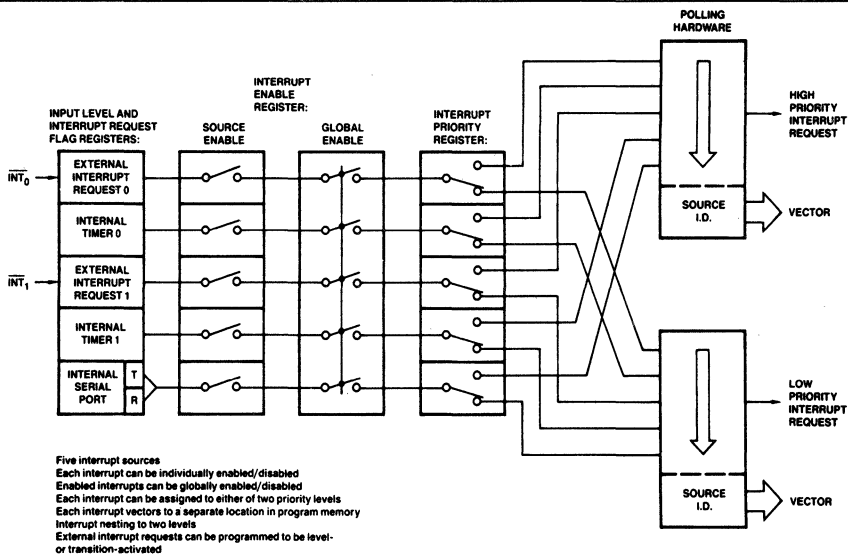 POLLING
HARDWARE
INTERRUPT
ENABLE
REGISTER:
INPUT LEVEL AND
INTERRUPT REQUEST
FLAG REGISTERS:
SOURCE
ENABLE
GLOBAL
ENABLE
INTERRUPT
PRIORITY
REGISTER:
HIGH
PRIORITY
INTERRUPT
REQUEST
INT0
EXTERNAL
INTERRUPT
REQUEST 0
SOURCE
I.D.
VECTOR
INTERNAL
TIMER 0
INT1
EXTERNAL
INTERRUPT
REQUEST 1
INTERNAL
TIMER 1
INTERNAL
SERIAL
PORT
T
R
LOW
PRIORITY
INTERRUPT
REQUEST
SOURCE
I.D.
VECTOR
Five interrupt sources
Each interrupt can be individually enabled/disabled
Enabled interrupts can be globally enabled/disabled
Each interrupt can be assigned to either of two priority levels
Each interrupt vectors to a separate location in program memory
Interrupt nesting to two levels
External interrupt requests can be programmed to be level-
or transition-activated